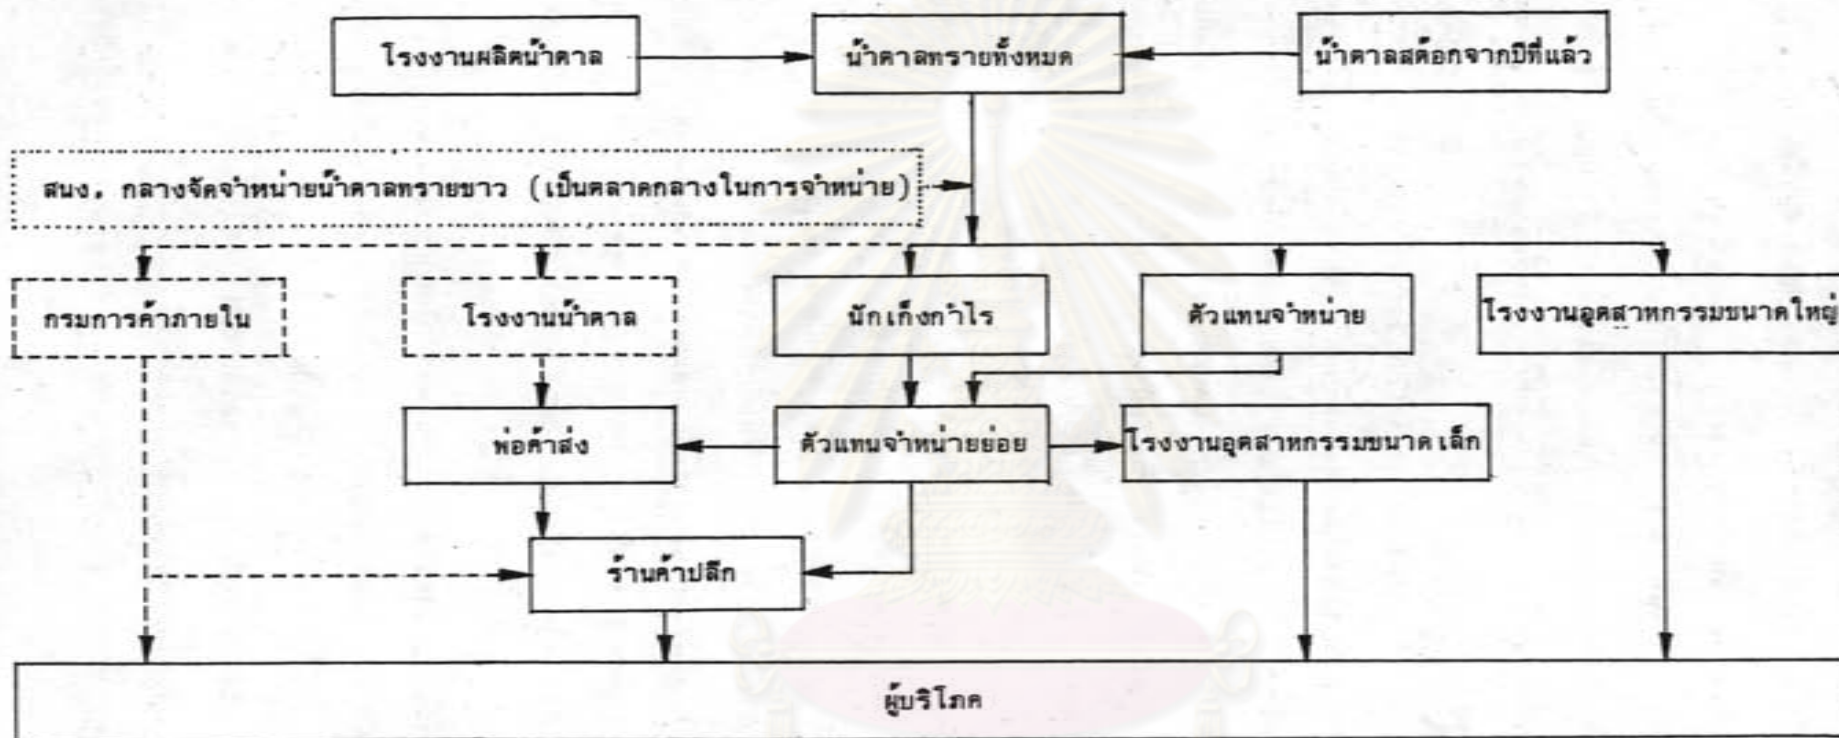 โรงงานผลิตน้ำตาล
น้ำตาลทรายทั้งหมด
น้ำตาลสต๊อกจากปีที่แล้ว
สนง. กลางจัดจำหน่ายน้ำตาลทรายขาว (เป็นตลาดกลางในการจำหน่าย)
กรมการค้าภายใน
โรงงานน้ำตาล
นักเก็งกำไร
ตัวแทนจำหน่าย
โรงงานอุตสาหกรรมขนาดใหญ่
พ่อค้าส่ง
ตัวแทนจำหน่ายย่อย
โรงงานอุตสาหกรรมขนาดเล็ก
ร้านค้าปลีก
ผู้บริโภค